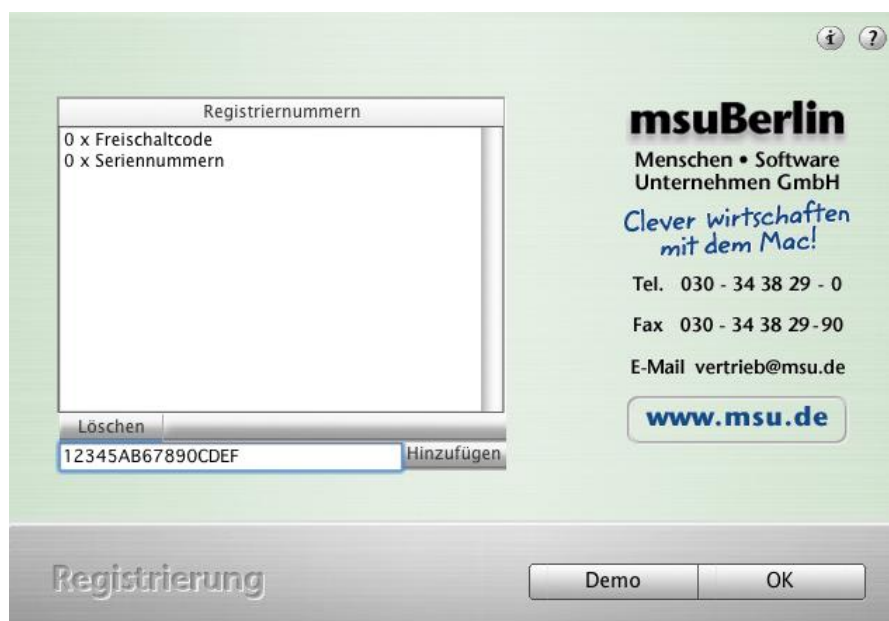 i ?
Registriernummern
0 x Freischaltcode
0 x Seriennummern
Löschen
12345AB67890CDEF
Hinzufügen
msuBerlin
Menschen • Software
Unternehmen GmbH
Clever wirtschaften
mit dem Mac!
Tel. 030 - 34 38 29 - 0
Fax 030 - 34 38 29-90
E-Mail vertrieb@msu.de
www.msu.de
Registrierung
Demo
OK